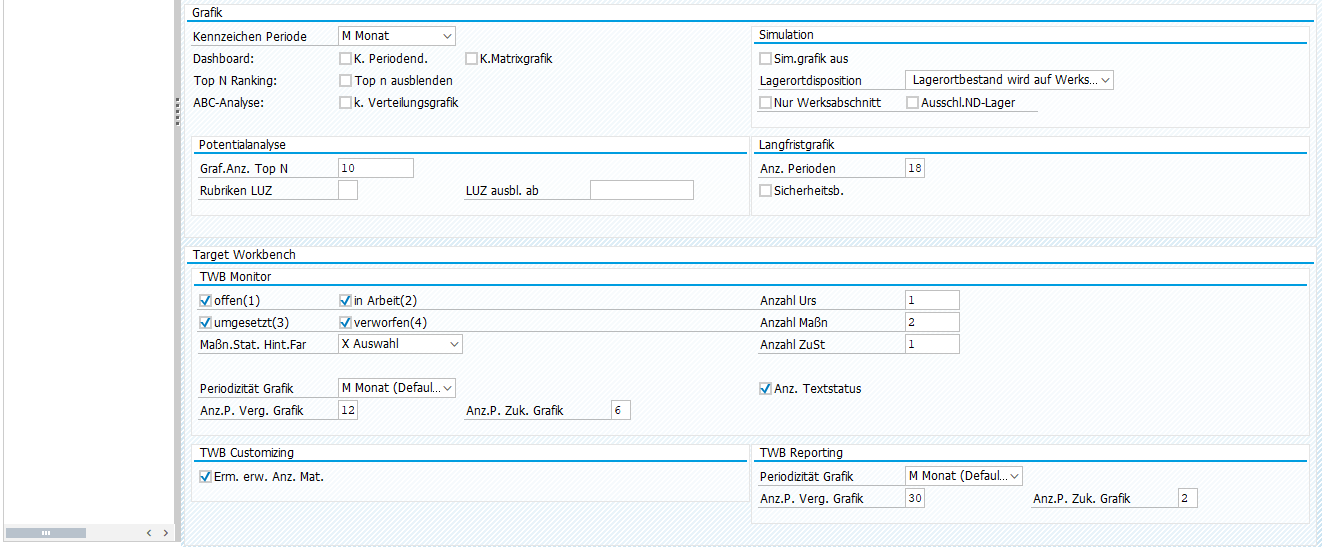 Grafik
Kennzeichen Periode M Monat
Simulation
Dashboard: K. Periodend. K.Matrixgrafik
Sim.grafik aus
Top N Ranking: Top n ausblenden
Lagerortdisposition Lagerortbestand wird auf Werks...
ABC-Analyse: k. Verteilungsgrafik
Nur Werksabschnitt Ausschl.ND-Lager
Potentialanalyse
Langfristgrafik
Graf.Anz. Top N 10
Anz. Perioden 18
Rubriken LUZ LUZ ausbl. ab
Sicherheitsb.
Target Workbench
TWB Monitor
offen(1) in Arbeit(2) Anzahl Urs 1
umgesetzt(3) verworfen(4) Anzahl Maßn 2
Maßn.Stat. Hint.Far X Auswahl Anzahl ZuSt 1
Periodizität Grafik M Monat (Defaul... Anz. Textstatus
Anz.P. Verg. Grafik 12 Anz.P. Zuk. Grafik 6
TWB Customizing
TWB Reporting
Erm. erw. Anz. Mat.
Periodizität Grafik M Monat (Defaul...
Anz.P. Verg. Grafik 30 Anz.P. Zuk. Grafik 2